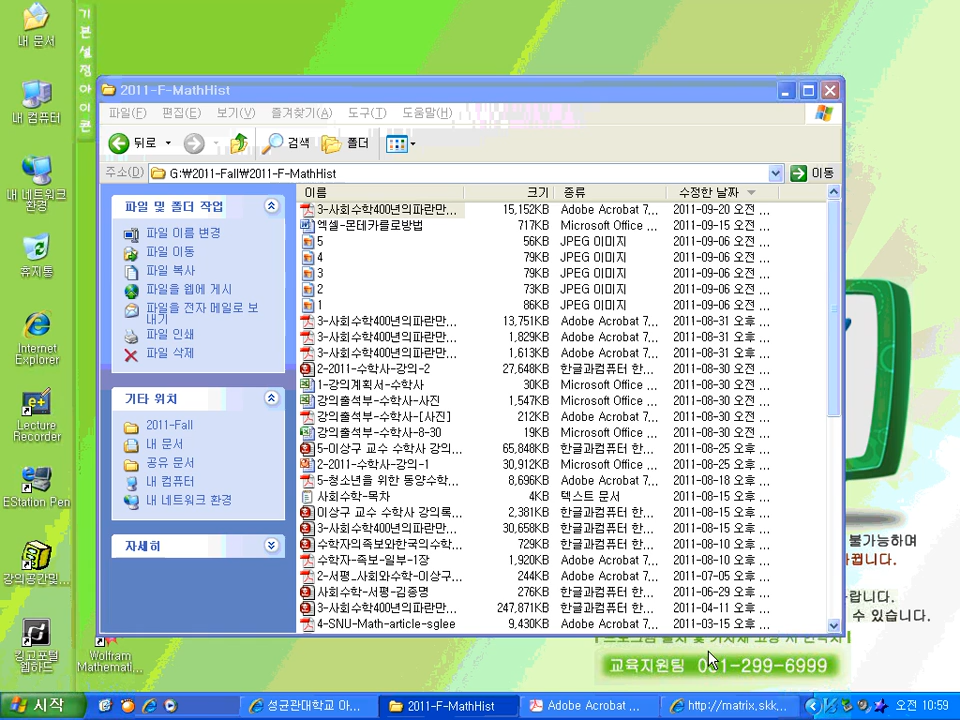 내 문서
내 컴퓨터
내 네트워크
환경
휴지통
Internet
Explorer
Lecture
Recorder
EStation Pen
강의공간및...
킹고포털
웹하드
Wolfram
Mathemati...
기본설정아이콘
2011-F-MathHist
파일(F) 편집(E) 보기(V) 즐겨찾기(A) 도구(T) 도움말(H)
뒤로 검색 폴더
주소(D) G:₩2011-Fall₩2011-F-MathHist 이동
파일 및 폴더 작업
파일 이름 변경
파일 이동
파일 복사
파일을 웹에 게시
파일을 전자 메일로 보
내기
파일 인쇄
파일 삭제
기타 위치
2011-Fall
내 문서
공유 문서
내 컴퓨터
내 네트워크 환경
자세히
이름 크기 종류 수정한 날짜
3-사회수학400년의파란만... 15,152KB Adobe Acrobat 7... 2011-09-20 오전 ...
엑셀-몬테카를로방법 717KB Microsoft Office ... 2011-09-15 오전 ...
5 56KB JPEG 이미지 2011-09-06 오전 ...
4 79KB JPEG 이미지 2011-09-06 오전 ...
3 79KB JPEG 이미지 2011-09-06 오전 ...
2 73KB JPEG 이미지 2011-09-06 오전 ...
1 86KB JPEG 이미지 2011-09-06 오전 ...
3-사회수학400년의파란만... 13,751KB Adobe Acrobat 7... 2011-08-31 오후 ...
3-사회수학400년의파란만... 1,829KB Adobe Acrobat 7... 2011-08-31 오후 ...
3-사회수학400년의파란만... 1,613KB Adobe Acrobat 7... 2011-08-31 오후 ...
2-2011-수학사-강의-2 27,648KB 한글과컴퓨터 한... 2011-08-30 오전 ...
1-강의계획서-수학사 30KB Microsoft Office ... 2011-08-30 오전 ...
강의출석부-수학사-사진 1,547KB Microsoft Office ... 2011-08-30 오전 ...
강의출석부-수학사-[사진] 212KB Adobe Acrobat 7... 2011-08-30 오전 ...
강의출석부-수학사-8-30 19KB Microsoft Office ... 2011-08-30 오전 ...
5-이상구 교수 수학사 강의... 65,848KB 한글과컴퓨터 한... 2011-08-25 오후 ...
2-2011-수학사-강의-1 30,912KB Microsoft Office ... 2011-08-25 오후 ...
5-청소년을 위한 동양수학... 8,696KB Adobe Acrobat 7... 2011-08-18 오후 ...
사회수학-목차 4KB 텍스트 문서 2011-08-15 오후 ...
이상구 교수 수학사 강의록... 2,381KB 한글과컴퓨터 한... 2011-08-15 오후 ...
3-사회수학400년의파란만... 30,658KB 한글과컴퓨터 한... 2011-08-15 오후 ...
수학자의족보와한국의수학... 729KB 한글과컴퓨터 한... 2011-08-10 오후 ...
수학자-족보-일부-1장 1,920KB Adobe Acrobat 7... 2011-08-10 오후 ...
2-서평_사회와수학-이상구... 244KB Adobe Acrobat 7... 2011-07-05 오후 ...
사회수학-서평-김종명 276KB 한글과컴퓨터 한... 2011-06-29 오후 ...
3-사회수학400년의파란만... 247,871KB 한글과컴퓨터 한... 2011-04-11 오후 ...
4-SNU-Math-article-sglee 9,430KB Adobe Acrobat 7... 2011-03-15 오후 ...
불가능하며
바뀝니다.
랍니다.
수 있습니다.
교육지원팀 031-299-6999
시작 성균관대학교 아... 2011-F-MathHist Adobe Acrobat ... http://matrix.skk... 오전 10:59